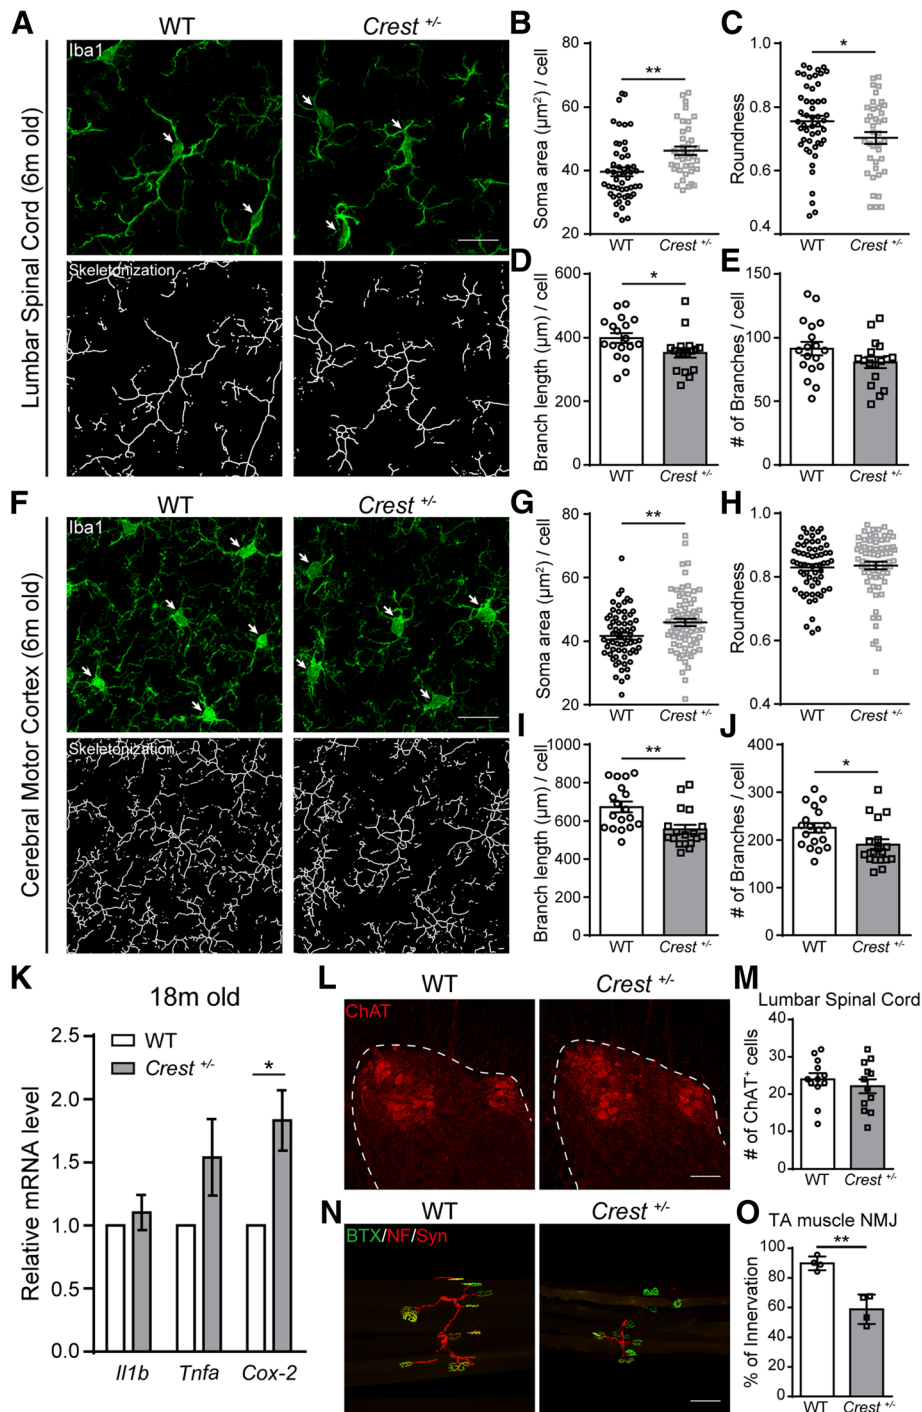 A
WT
Crest +/-
Lumbar Spinal Cord (6m old)
Iba1
Skeletonization
B
Soma area (µm²) / cell
80
60
40
20
**
WT
Crest +/-
C
Roundness
1.0
0.8
0.6
0.4
*
WT
Crest +/-
D
Branch length (µm) / cell
600
400
200
0
*
WT
Crest +/-
E
# of Branches / cell
150
100
50
0
WT
Crest +/-
F
WT
Crest +/-
Cerebral Motor Cortex (6m old)
Iba1
Skeletonization
G
Soma area (µm²) / cell
80
60
40
20
**
WT
Crest +/-
H
Roundness
1.0
0.8
0.6
0.4
WT
Crest +/-
I
Branch length (µm) / cell
1000
800
600
400
200
0
**
WT
Crest +/-
J
# of Branches / cell
400
300
200
100
0
*
WT
Crest +/-
K
18m old
Relative mRNA level
2.5
2.0
1.5
1.0
0.5
0.0
WT
Crest +/-
*
Il1b
Tnfa
Cox-2
L
WT
Crest +/-
ChAT
M
Lumbar Spinal Cord
# of ChAT+ cells
40
30
20
10
0
WT
Crest +/-
N
WT
Crest +/-
BTX/NF/Syn
O
TA muscle NMJ
% of Innervation
100
80
60
40
20
0
**
WT
Crest +/-